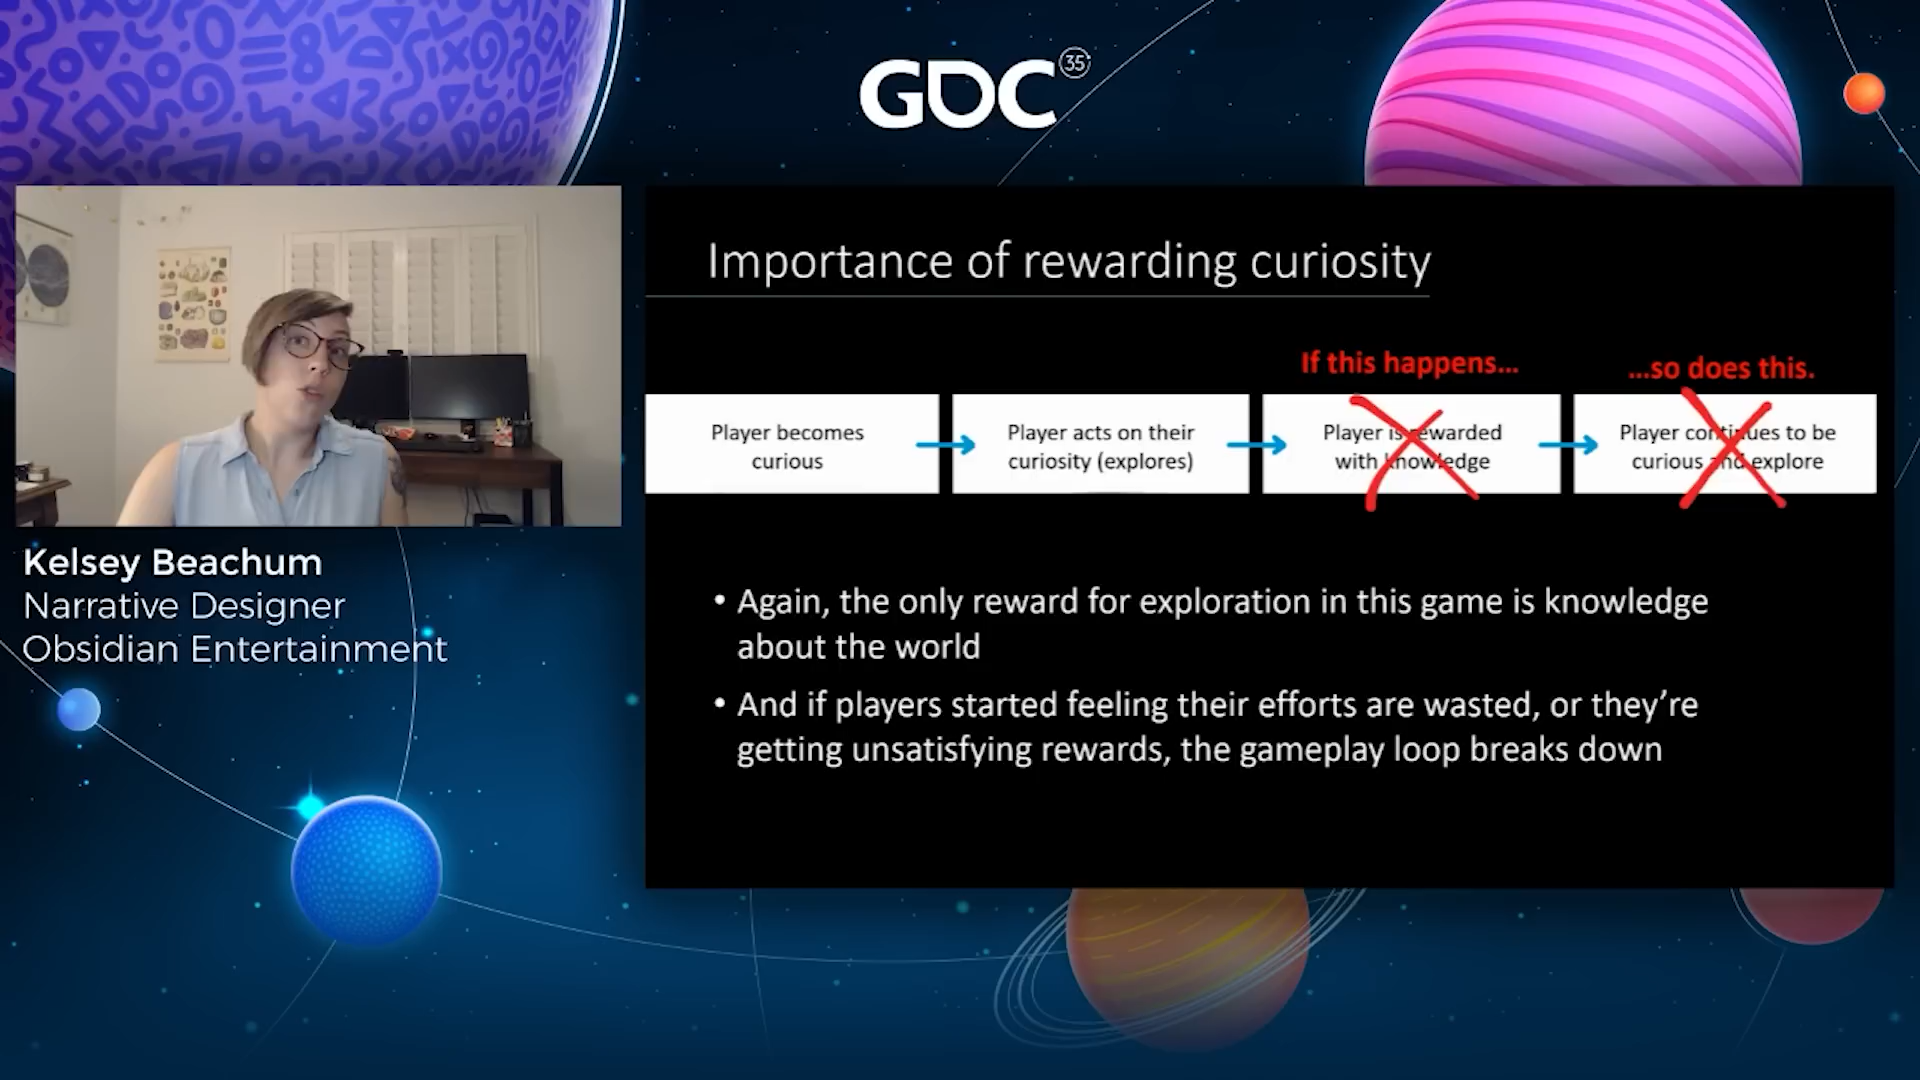 GDC 35
Kelsey Beachum
Narrative Designer
Obsidian Entertainment
Importance of rewarding curiosity
If this happens...
...so does this.
Player becomes
curious
Player acts on their
curiosity (explores)
Player is rewarded
with knowledge
Player continues to be
curious and explore
• Again, the only reward for exploration in this game is knowledge
about the world
• And if players started feeling their efforts are wasted, or they’re
getting unsatisfying rewards, the gameplay loop breaks down